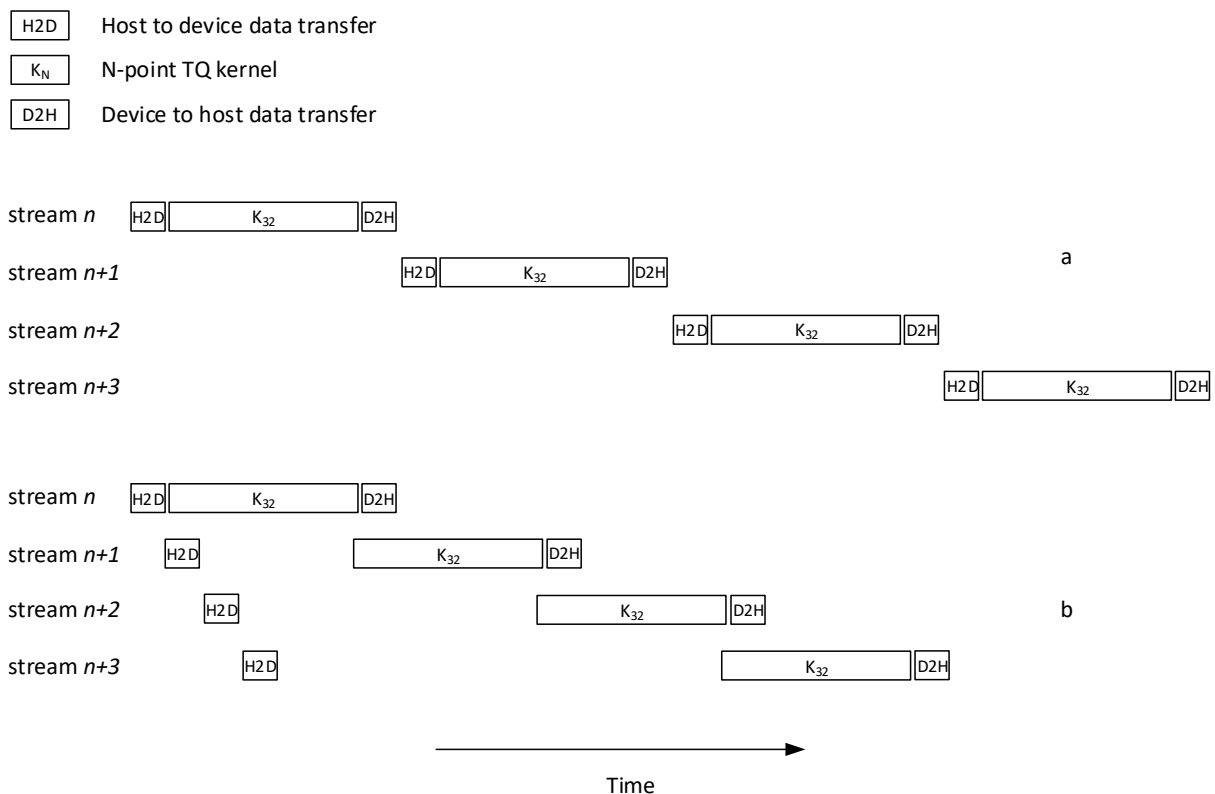 H2D Host to device data transfer
K₃ N-point TQ kernel
D2H Device to host data transfer
stream n H2D K₃₂ D2H
stream n+1 H2D K₃₂ D2H
a
stream n+2 H2D K₃₂ D2H
stream n+3 H2D K₃₂ D2H
stream n H2D K₃₂ D2H
stream n+1 H2D K₃₂ D2H
stream n+2 H2D K₃₂ D2H b
stream n+3 H2D K₃₂ D2H
Time